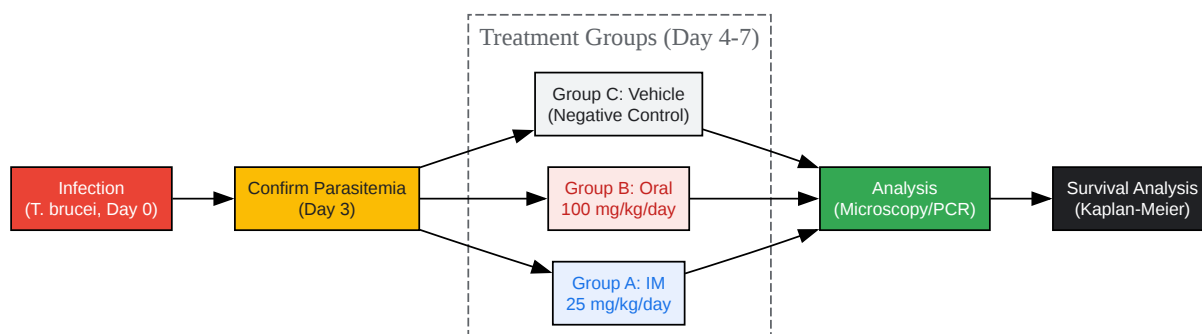 Treatment Groups (Day 4-7)
Group C: Vehicle
(Negative Control)
Infection
(T. brucei, Day 0)
Confirm Parasitemia
(Day 3)
Group B: Oral
100 mg/kg/day
Analysis
(Microscopy/PCR)
Survival Analysis
(Kaplan-Meier)
Group A: IM
25 mg/kg/day